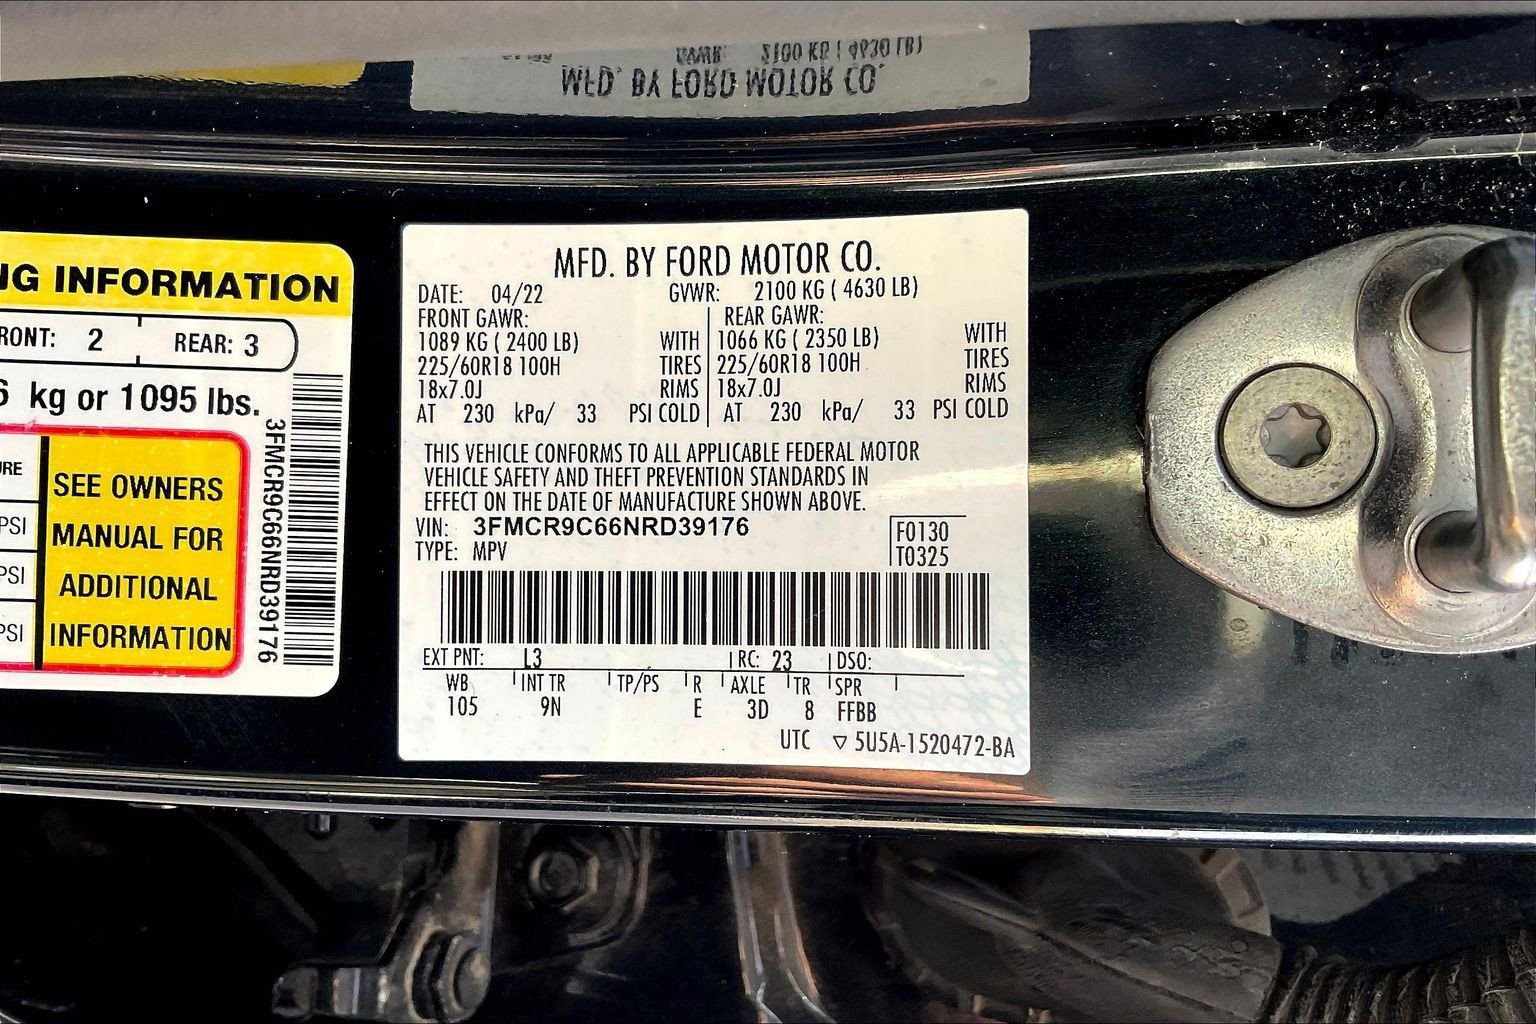 NG INFORMATION
RONT: 2 REAR: 3
6 kg or 1095 lbs.
URE
PSI
PSI
PSI
SEE OWNERS
MANUAL FOR
ADDITIONAL
INFORMATION
3FMCR9C66NRD39176
2100 KG ( 4630 LB)
MFD. BY FORD MOTOR CO.
MFD. BY FORD MOTOR CO.
DATE: 04/22 GVWR: 2100 KG ( 4630 LB)
FRONT GAWR: REAR GAWR:
1089 KG ( 2400 LB) WITH 1066 KG ( 2350 LB) WITH
225/60R18 100H TIRES 225/60R18 100H TIRES
18x7.0J RIMS 18x7.0J RIMS
AT 230 kPa/ 33 PSI COLD AT 230 kPa/ 33 PSI COLD
THIS VEHICLE CONFORMS TO ALL APPLICABLE FEDERAL MOTOR
VEHICLE SAFETY AND THEFT PREVENTION STANDARDS IN
EFFECT ON THE DATE OF MANUFACTURE SHOWN ABOVE.
VIN: 3FMCR9C66NRD39176 F0130
TYPE: MPV T0325
EXT PNT: L3 RC: 23 DSO:
WB INT TR TP/PS R AXLE TR SPR
105 9N E 3D 8 FFBB
UTC ▽ 5U5A-1520472-BA